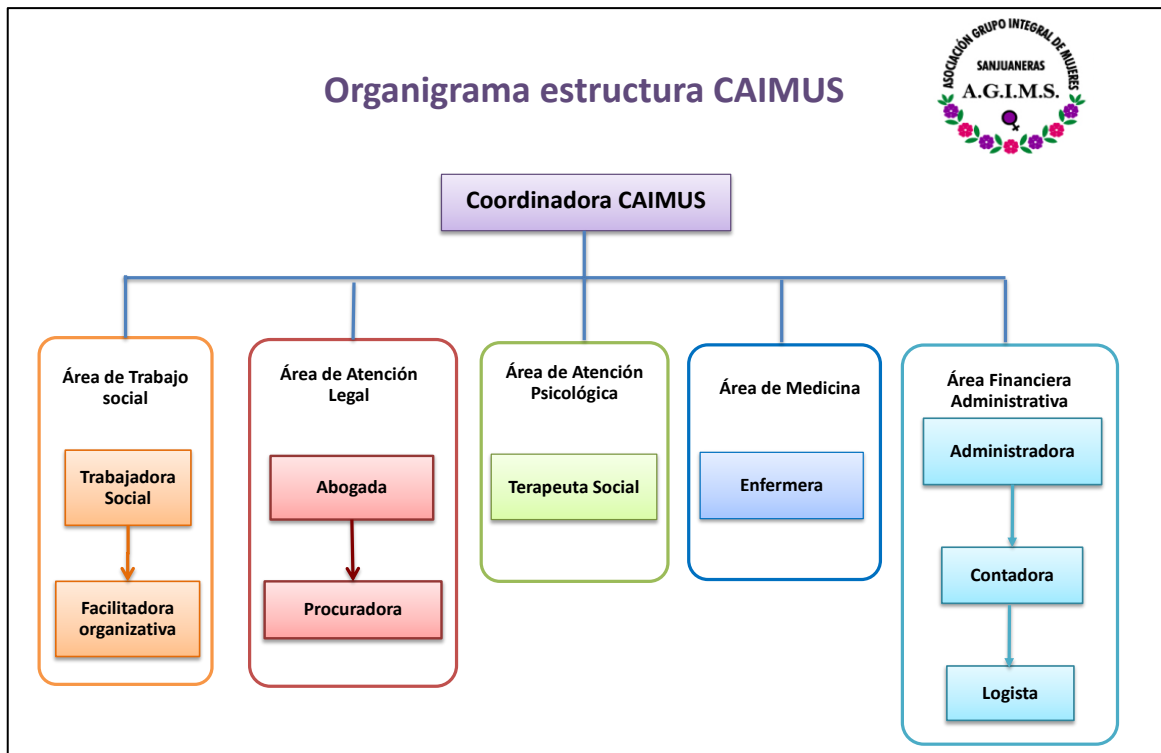 Organigrama estructura CAIMUS
ASOCIACIÓN GRUPO INTEGRAL DE MUJERES
SANJUANERAS
A.G.I.M.S.
Coordinadora CAIMUS
Área de Trabajo
social
Trabajadora
Social
Facilitadora
organizativa
Área de Atención
Legal
Abogada
Procuradora
Área de Atención
Psicológica
Terapeuta Social
Área de Medicina
Enfermera
Área Financiera
Administrativa
Administradora
Contadora
Logista